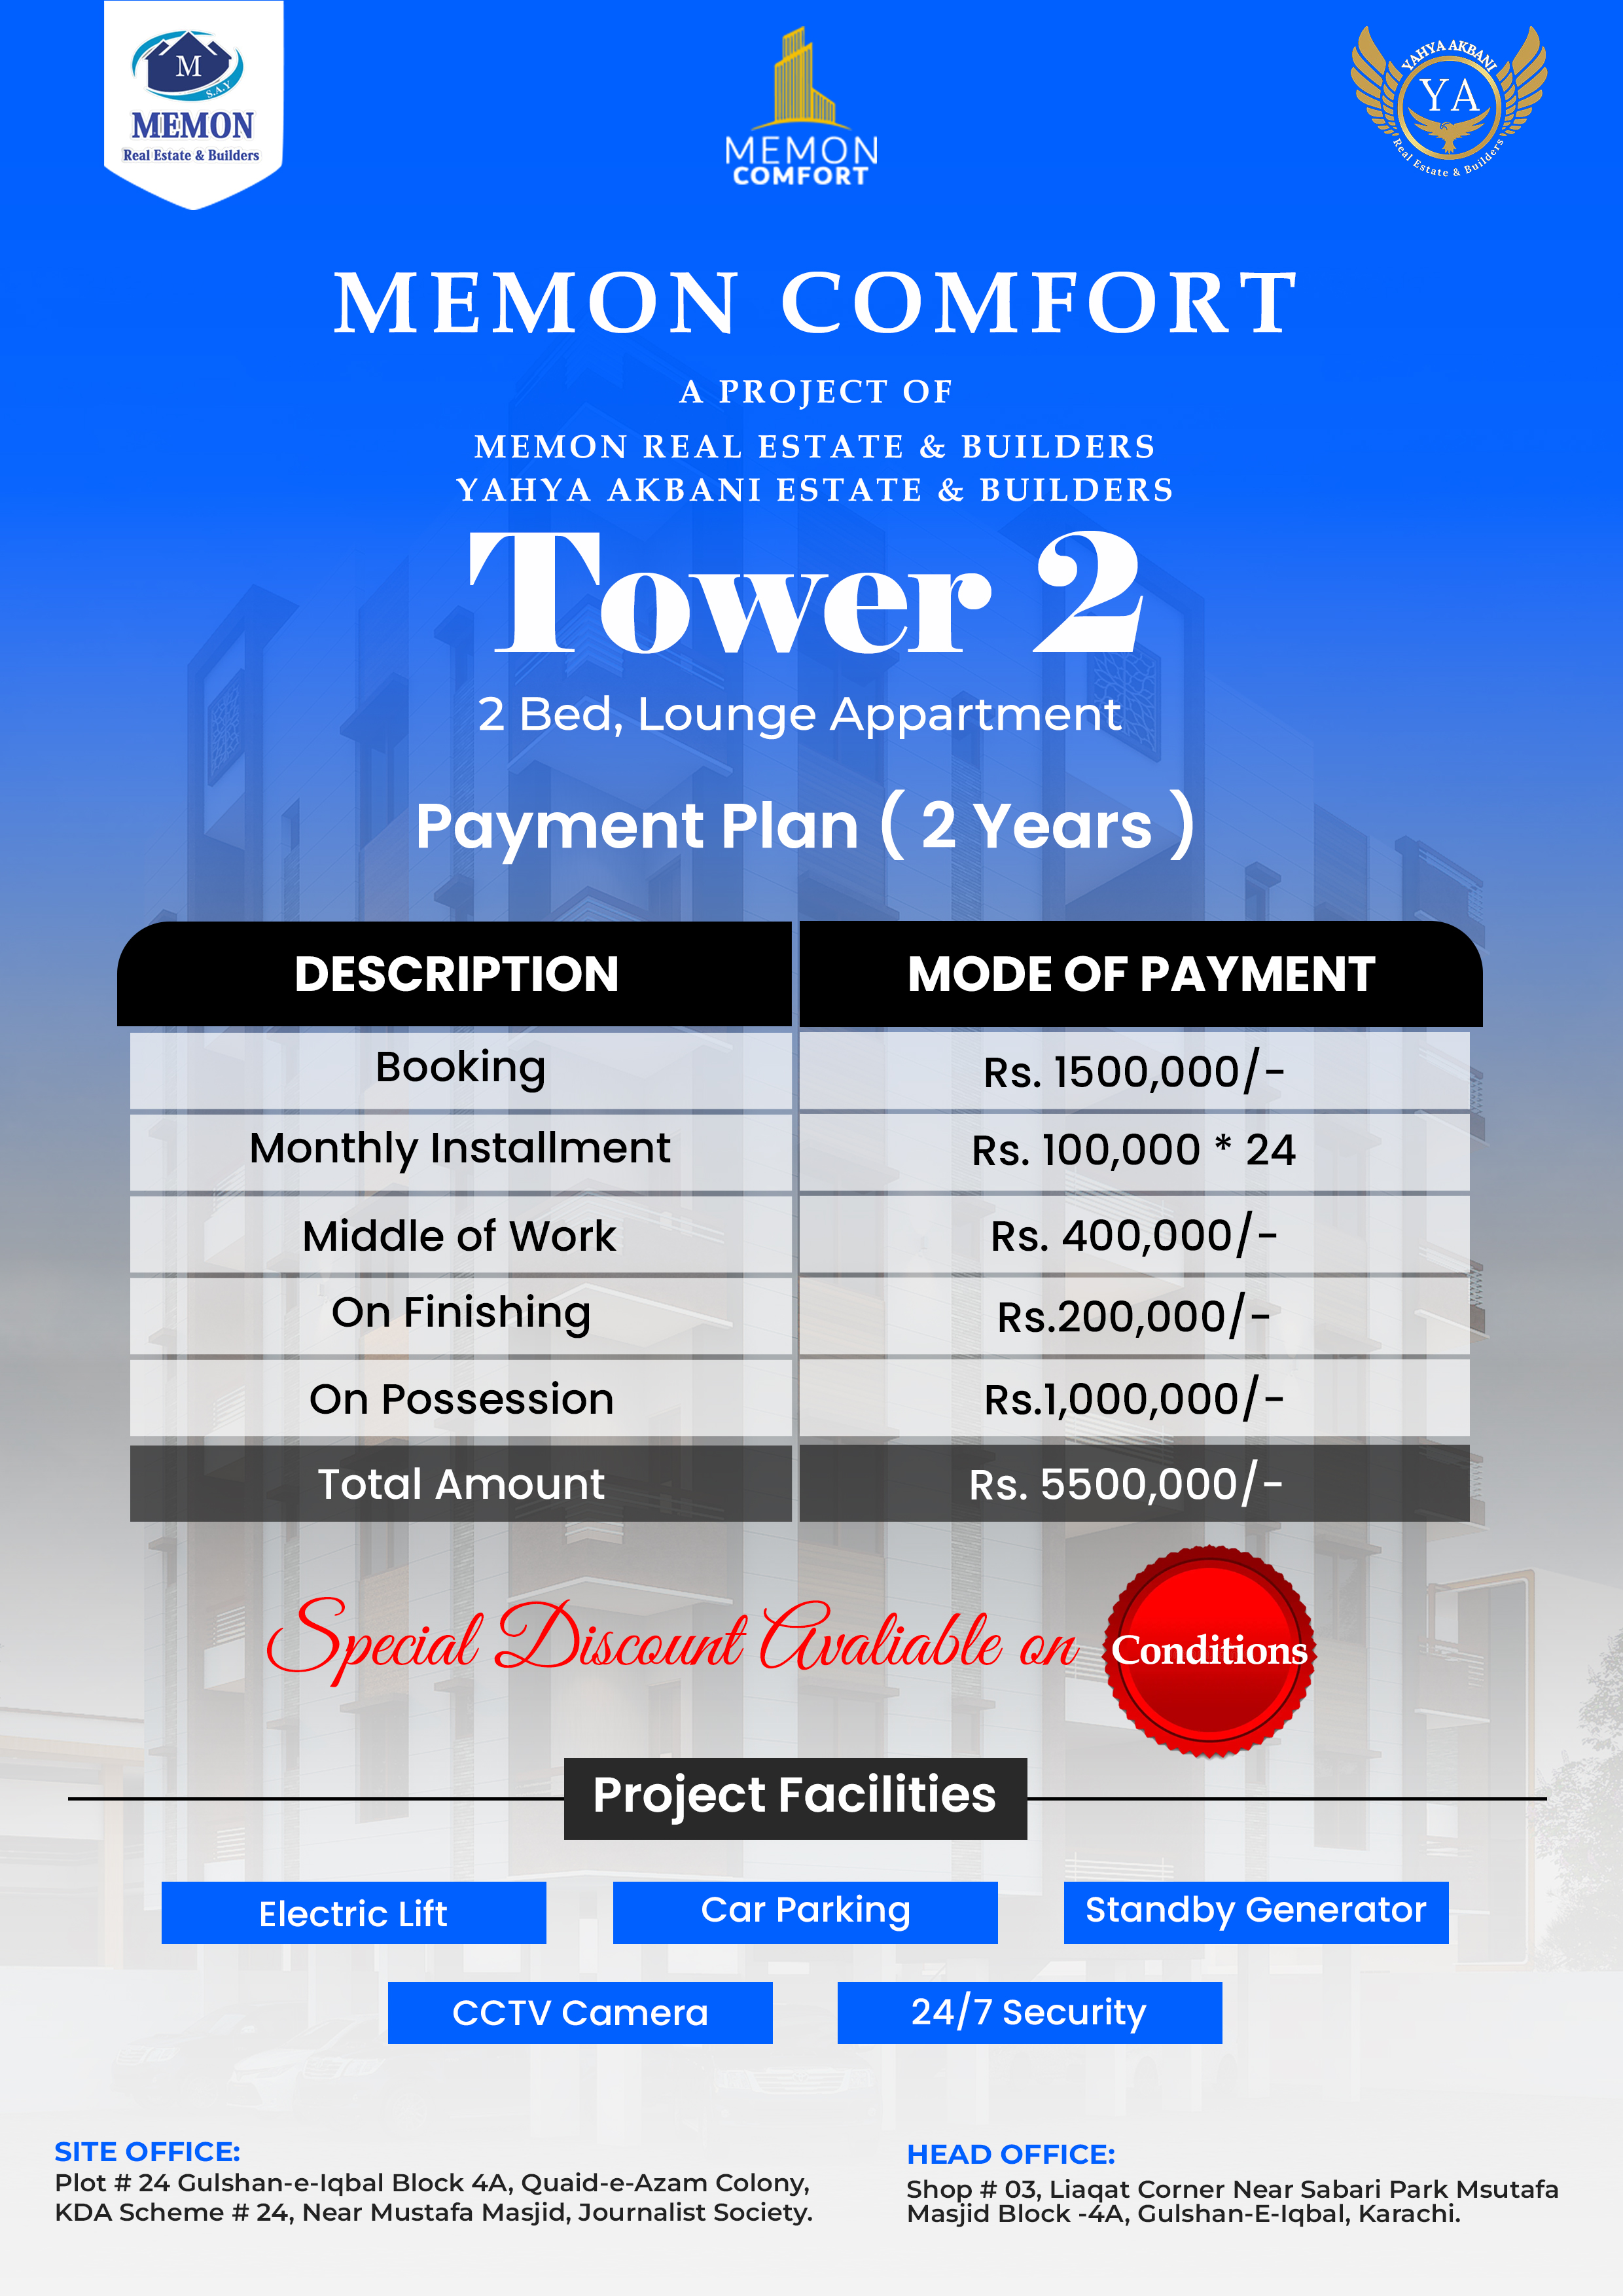 M
S.A.Y
MEMON
Real Estate & Builders
MEMON
COMFORT
YAHYA AKBANI
YA
Real Estate & Builders
MEMON COMFORT
A PROJECT OF
MEMON REAL ESTATE & BUILDERS
YAHYA AKBANI ESTATE & BUILDERS
Tower 2
2 Bed, Lounge Appartment
Payment Plan ( 2 Years )
DESCRIPTION MODE OF PAYMENT
Booking Rs. 1500,000/-
Monthly Installment Rs. 100,000 * 24
Middle of Work Rs. 400,000/-
On Finishing Rs.200,000/-
On Possession Rs.1,000,000/-
Total Amount Rs. 5500,000/-
Special Discount Avaliable on Conditions
Project Facilities
Electric Lift Car Parking Standby Generator
CCTV Camera 24/7 Security
SITE OFFICE:
Plot # 24 Gulshan-e-Iqbal Block 4A, Quaid-e-Azam Colony,
KDA Scheme # 24, Near Mustafa Masjid, Journalist Society.
HEAD OFFICE:
Shop # 03, Liaqat Corner Near Sabari Park Msutafa
Masjid Block -4A, Gulshan-E-Iqbal, Karachi.